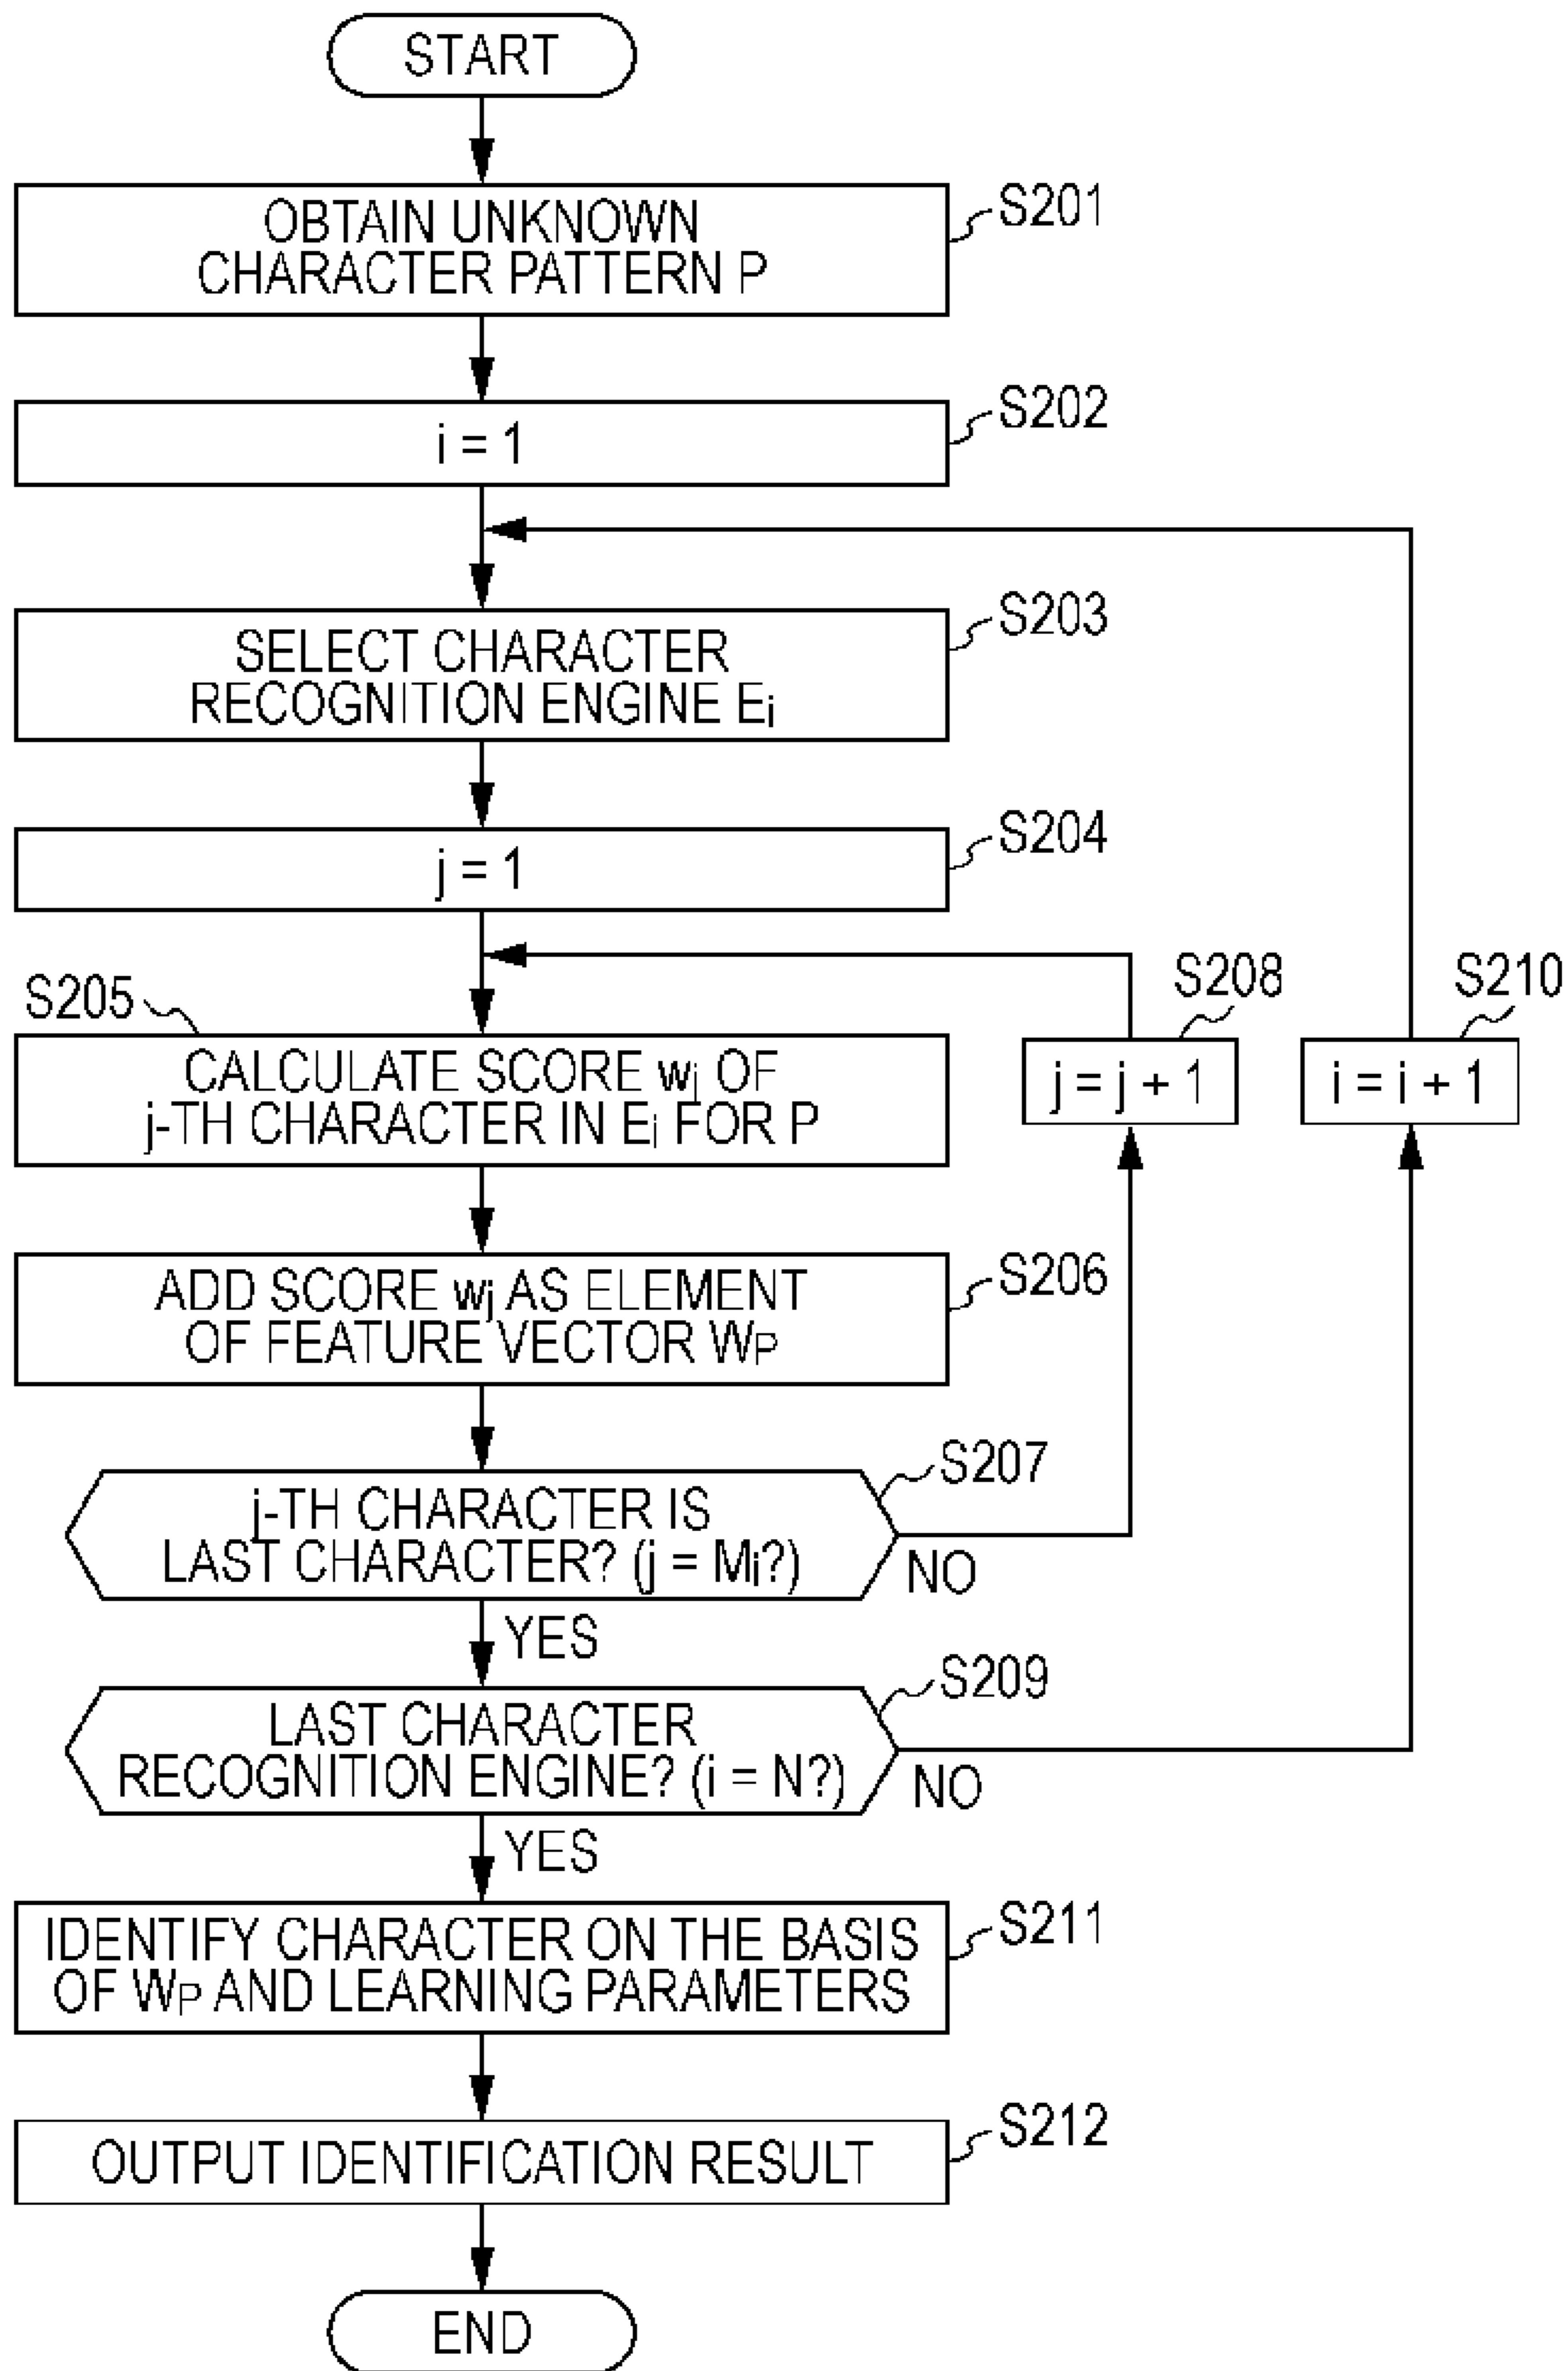 START
OBTAIN UNKNOWN
CHARACTER PATTERN P
S201
i = 1
S202
SELECT CHARACTER
RECOGNITION ENGINE Ei
S203
j = 1
S204
S205
CALCULATE SCORE wj OF
j-TH CHARACTER IN Ei FOR P
S208
j = j + 1
S210
i = i + 1
ADD SCORE wj AS ELEMENT
OF FEATURE VECTOR WP
S206
j-TH CHARACTER IS
LAST CHARACTER? (j = Mi?)
S207
NO
YES
LAST CHARACTER
RECOGNITION ENGINE? (i = N?)
S209
NO
YES
IDENTIFY CHARACTER ON THE BASIS
OF WP AND LEARNING PARAMETERS
S211
OUTPUT IDENTIFICATION RESULT
S212
END